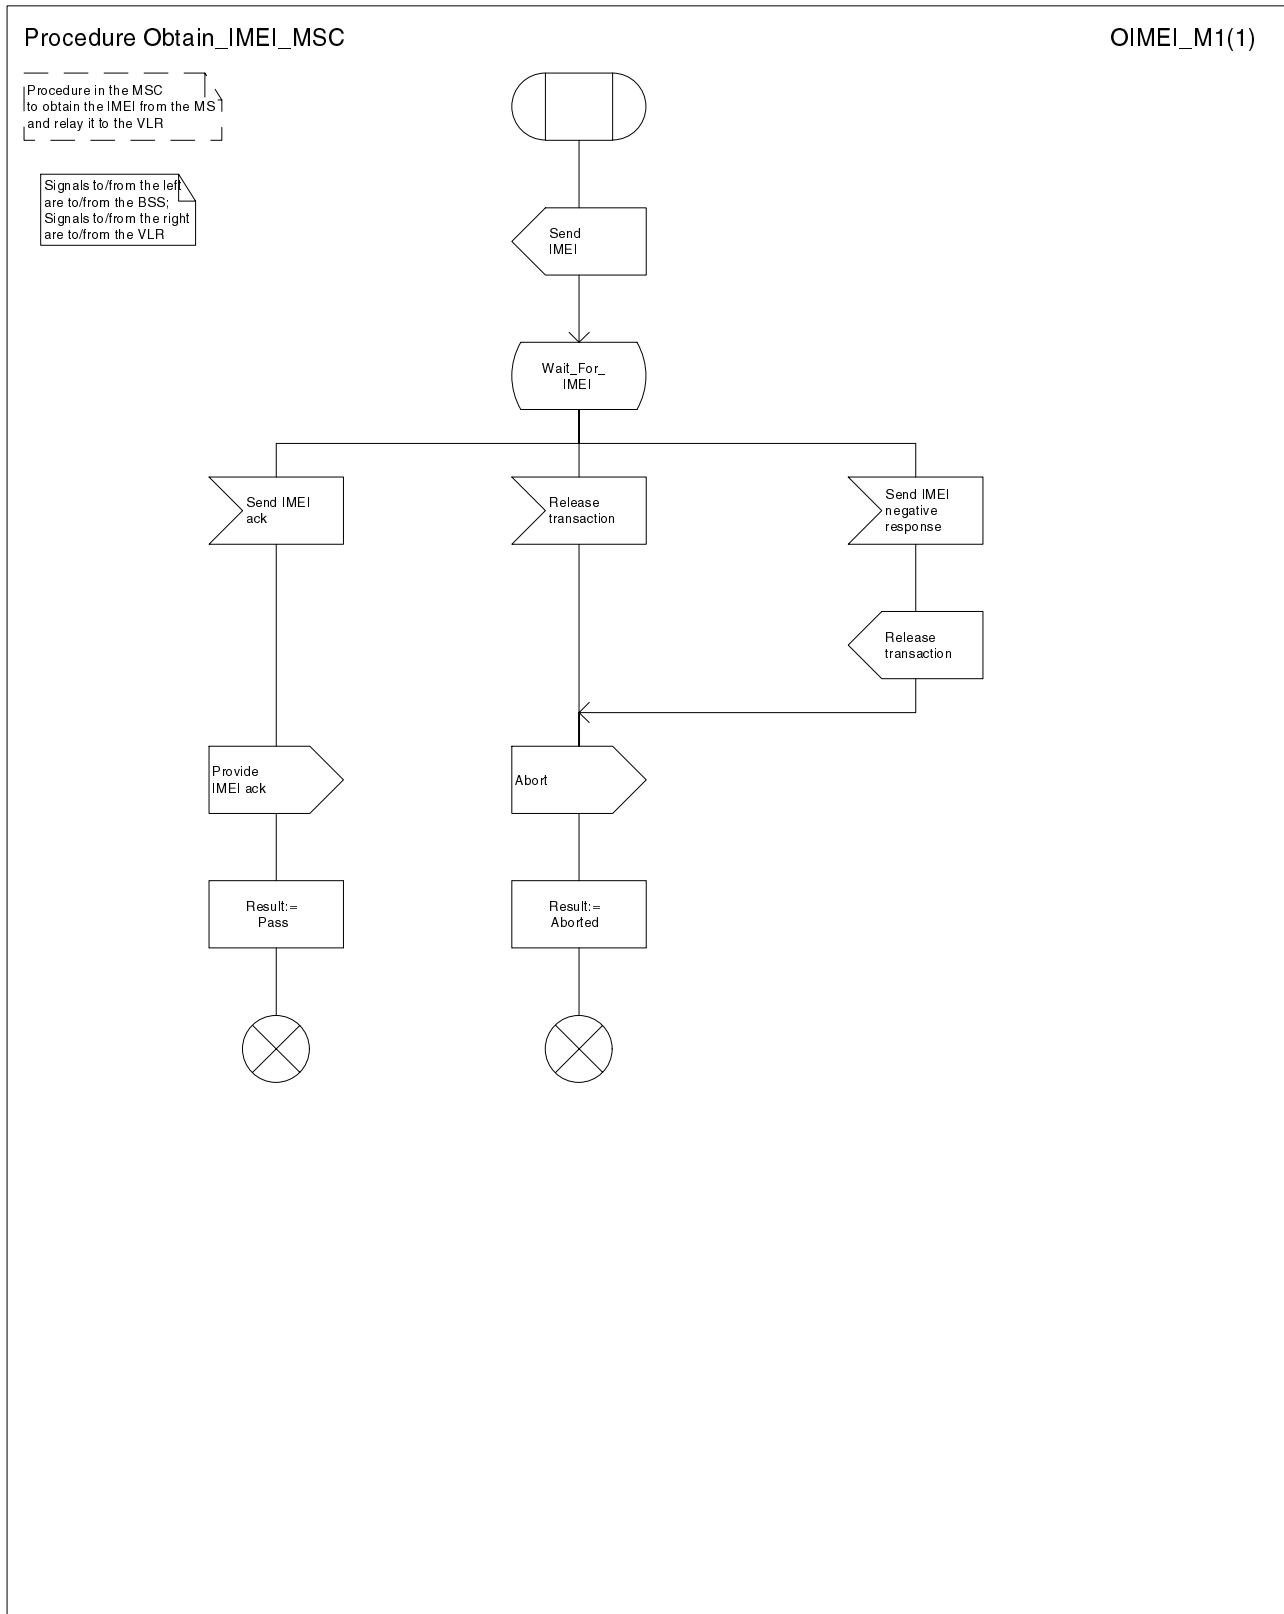 Procedure Obtain_IMEI_MSC
OIMEI_M1(1)
Procedure in the MSC
to obtain the IMEI from the MS
and relay it to the VLR
Signals to/from the left
are to/from the BSS;
Signals to/from the right
are to/from the VLR
Send
IMEI
Wait_For_
IMEI
Send IMEI
ack
Release
transaction
Send IMEI
negative
response
Release
transaction
Provide
IMEI ack
Abort
Result:=
Pass
Result:=
Aborted